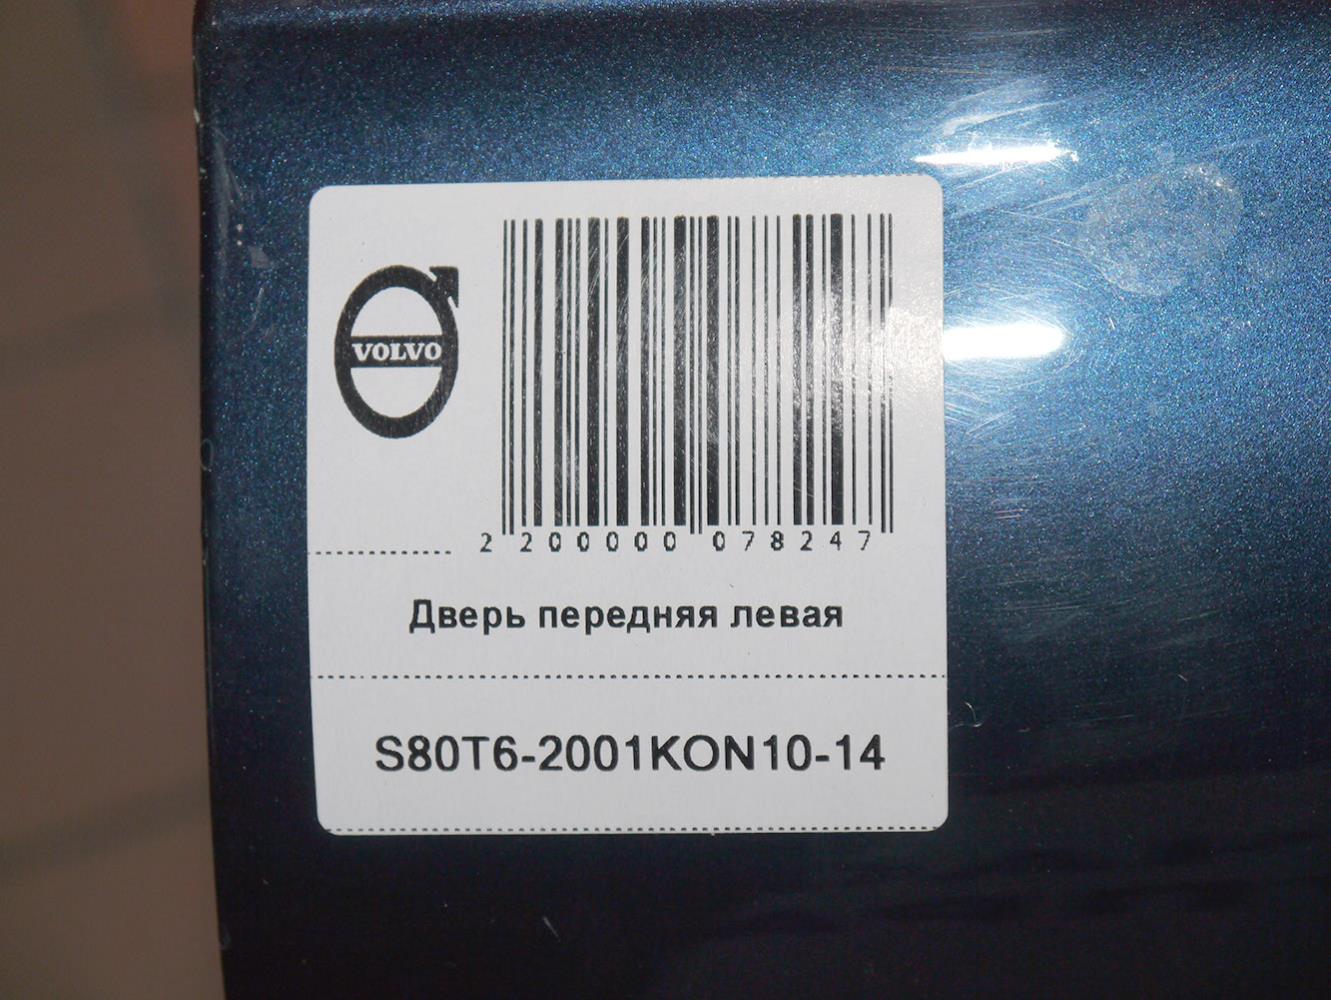 VOLVO
2 200000 078247
Дверь передняя левая
S80T6-2001KON10-14